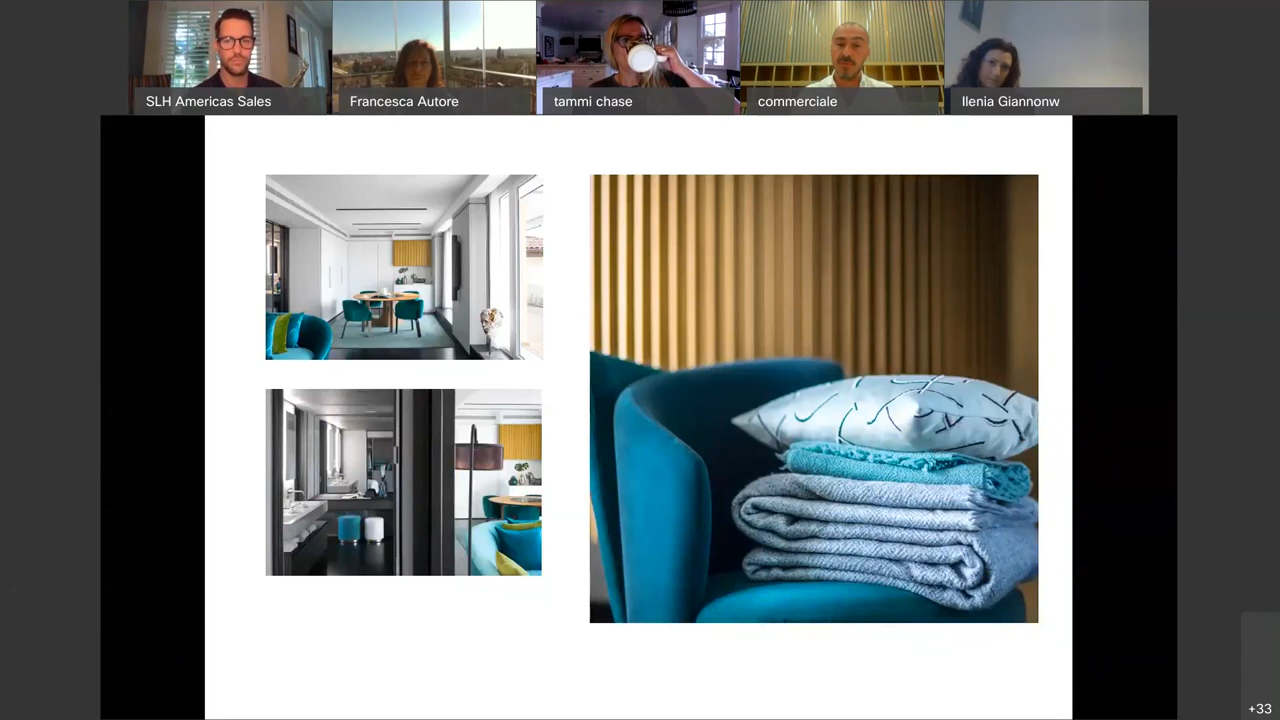 SLH Americas Sales
Francesca Autore
tammi chase
commerciale
Ilenia Giannonw
+33